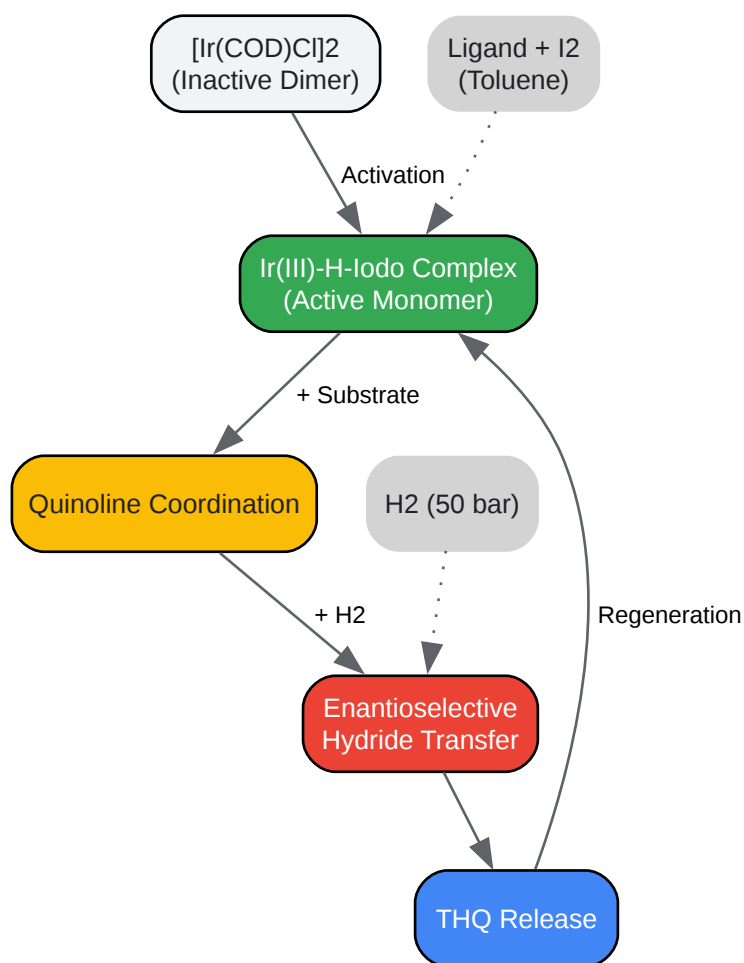 [Ir(COD)Cl]2
(Inactive Dimer)
Ligand + I2
(Toluene)
Activation
Ir(III)-H-Iodo Complex
(Active Monomer)
+ Substrate
Quinoline Coordination
H2 (50 bar)
+ H2
Regeneration
Enantioselective
Hydride Transfer
THQ Release